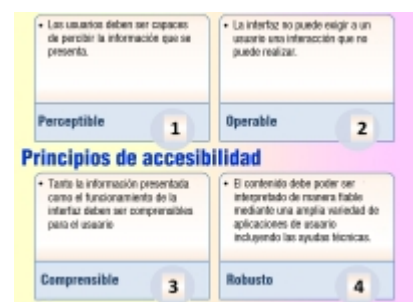 • Los usuarios deben ser capaces
de percibir la información que se
presenta.
Perceptible
1
• La interfaz no puede exigir a un
usuario una interacción que no
puede realizar.
Operable
2
Principios de accesibilidad
• Tanto la información presentada
como el funcionamiento de la
interfaz deben ser comprensibles
para el usuario
Comprensible
3
• El contenido debe poder ser
interpretado de manera fiable
mediante una amplia variedad de
aplicaciones de usuario
incluyendo las ayudas técnicas.
Robusto
4